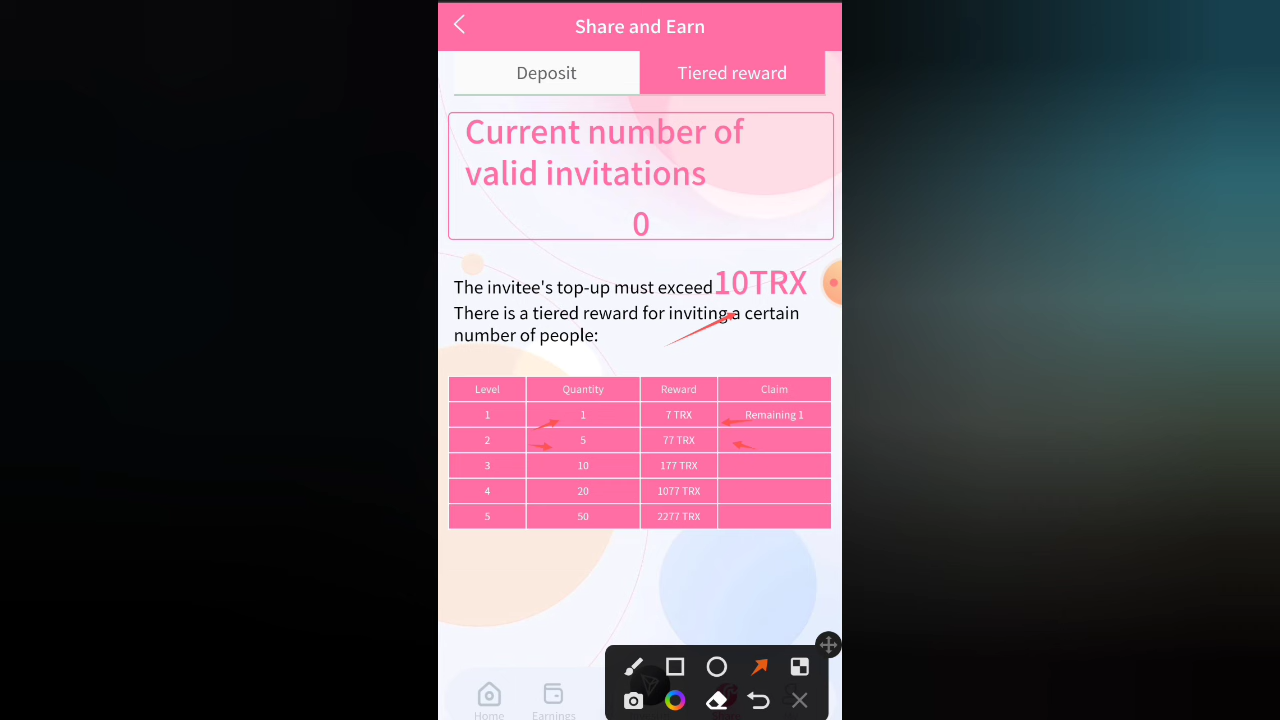 Share and Earn
Deposit
Tiered reward
Current number of
valid invitations
0
The invitee's top-up must exceed10TRX
There is a tiered reward for inviting a certain
number of people:
Level Quantity Reward Claim
1 1 7 TRX Remaining 1
2 5 77 TRX
3 10 177 TRX
4 20 1077 TRX
5 50 2277 TRX
Home Earnings